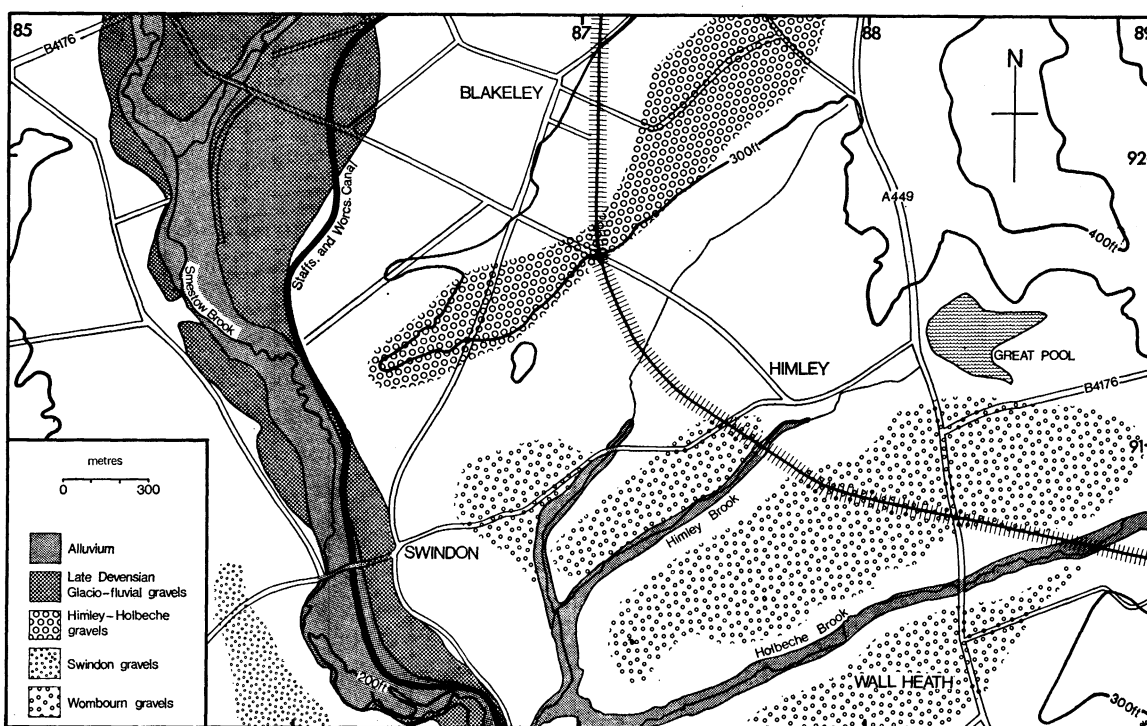 85
87
88
89
B4176
BLAKELEY
N
300ft
92
A449
400ft
Staffs. and Worcs. Canal
Smestow Brook
GREAT POOL
HIMLEY
B4176
91
metres
0 300
Himley Brook
SWINDON
Alluvium
Late Devensian
Glacio-fluvial gravels
Himley-Holbeche
gravels
Swindon gravels
Wombourn gravels
Holbeche Brook
200ft
WALL HEATH
300ft